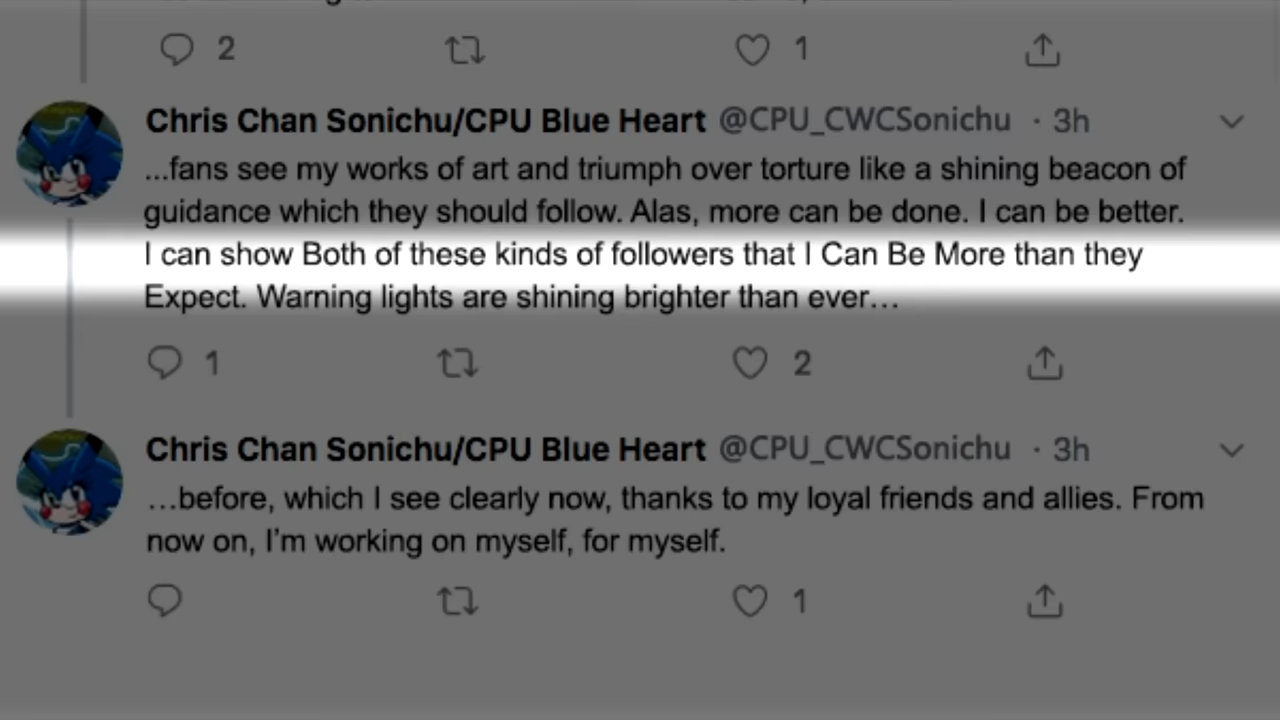 2 1
Chris Chan Sonichu/CPU Blue Heart @CPU_CWCSonichu · 3h
...fans see my works of art and triumph over torture like a shining beacon of
guidance which they should follow. Alas, more can be done. I can be better.
I can show Both of these kinds of followers that I Can Be More than they
Expect. Warning lights are shining brighter than ever…
1 2
Chris Chan Sonichu/CPU Blue Heart @CPU_CWCSonichu · 3h
…before, which I see clearly now, thanks to my loyal friends and allies. From
now on, I’m working on myself, for myself.
1